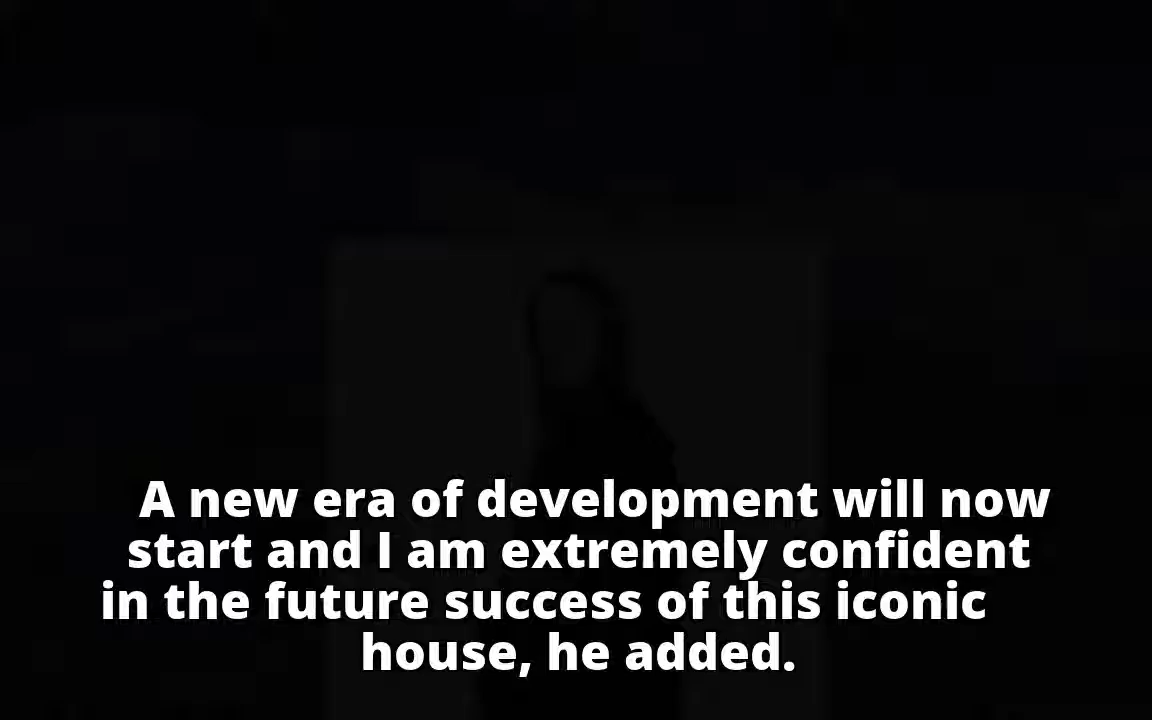 A new era of development will now
start and I am extremely confident
in the future success of this iconic
house, he added.